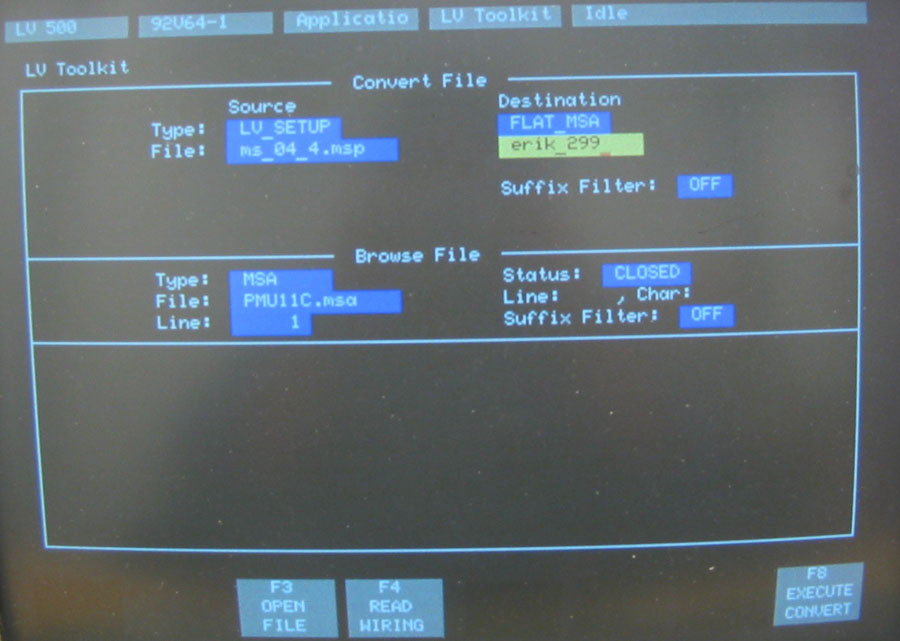 LV 500 92V64-1 Applicatio LV Toolkit Idle
LV Toolkit
Convert File
Source Destination
Type: LV_SETUP FLAT_MSA
File: ms_04_4.msp erik_299_
Suffix Filter: OFF
Browse File
Type: MSA Status: CLOSED
File: PMU11C.msa Line: , Char:
Line: 1 Suffix Filter: OFF
F3 F4 F8
OPEN READ EXECUTE
FILE WIRING CONVERT